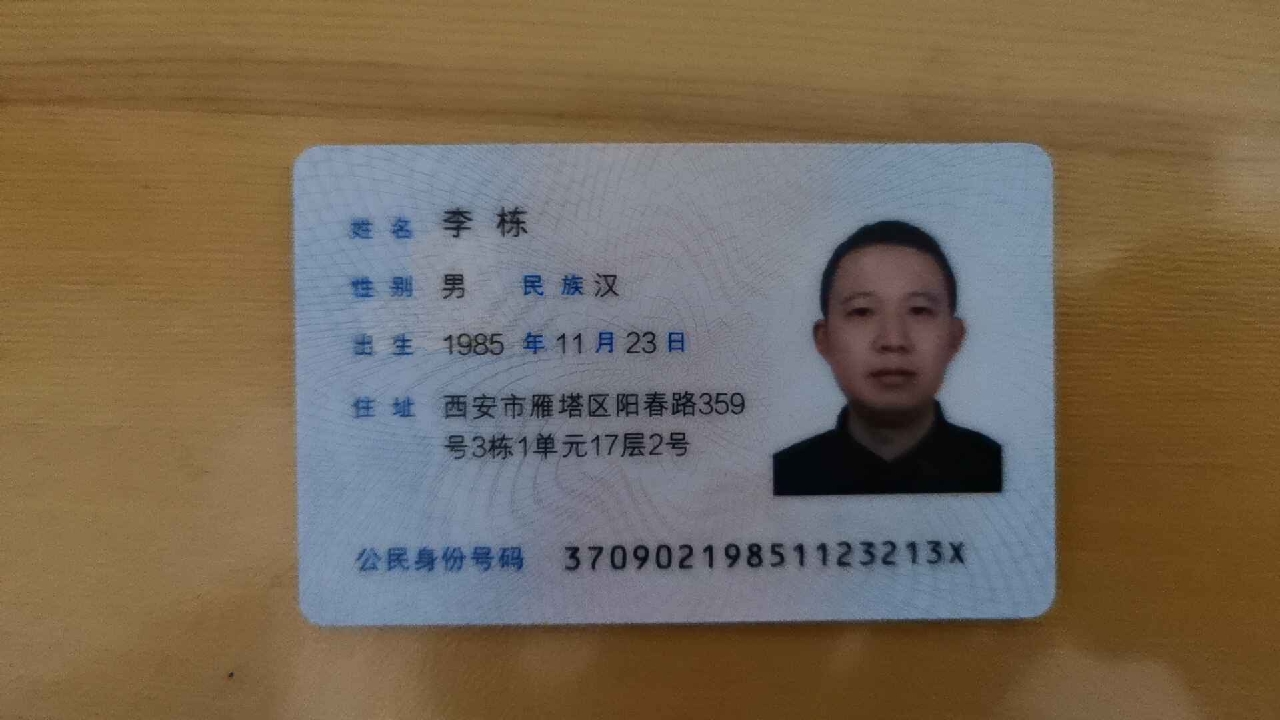 姓名 李栋
性别 男 民族 汉
出生 1985 年 11 月 23 日
住址 西安市雁塔区阳春路359
号3栋1单元17层2号
公民身份号码 37090219851123213X